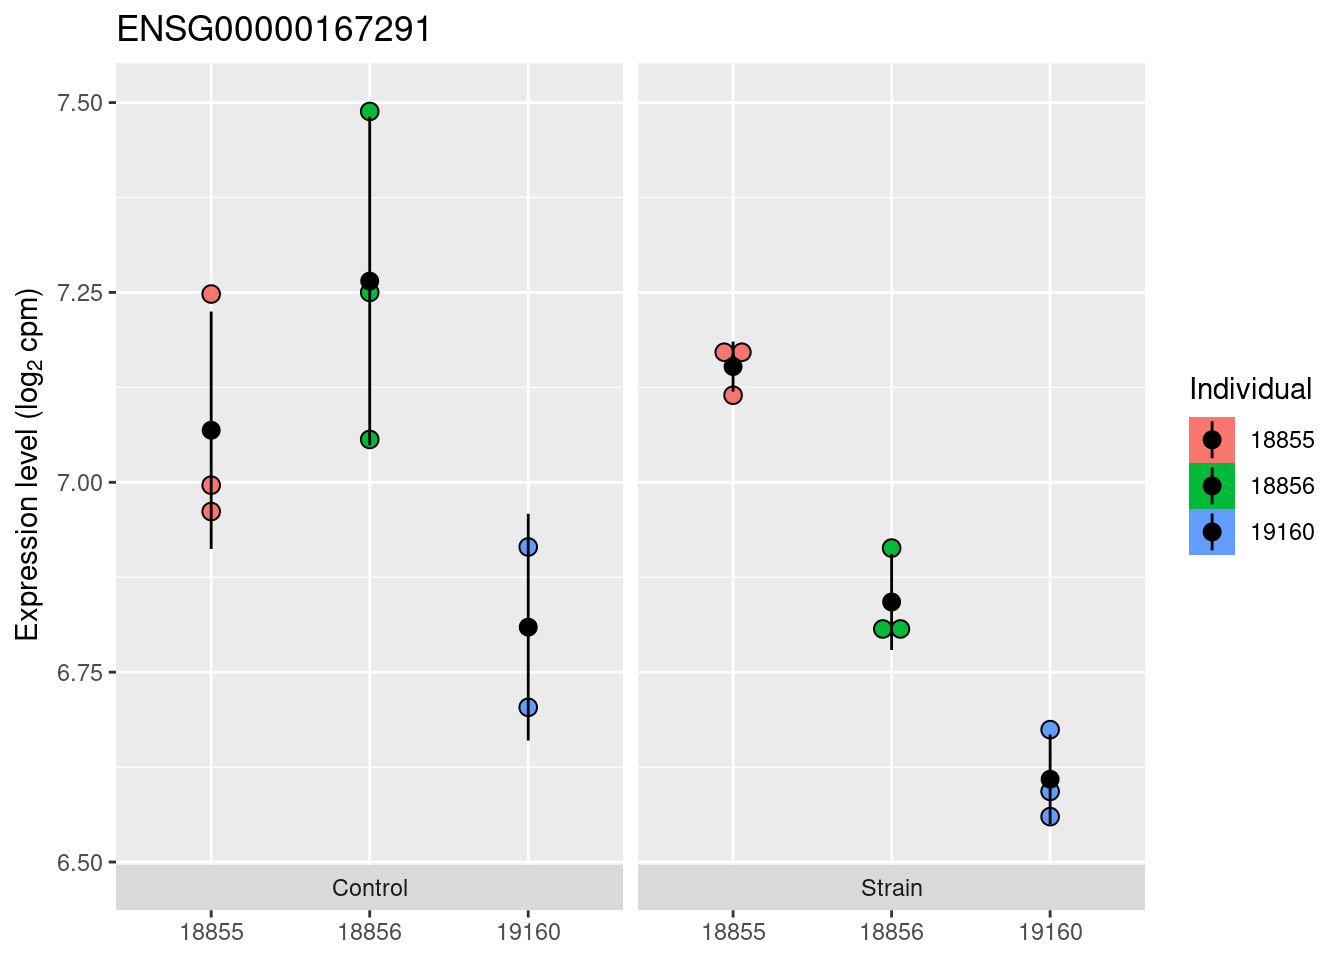 ENSG00000167291
Expression level (log₂ cpm)
7.50
7.25
7.00
6.75
6.50
Control
Strain
18855
18856
19160
18855
18856
19160
Individual
18855
18856
19160